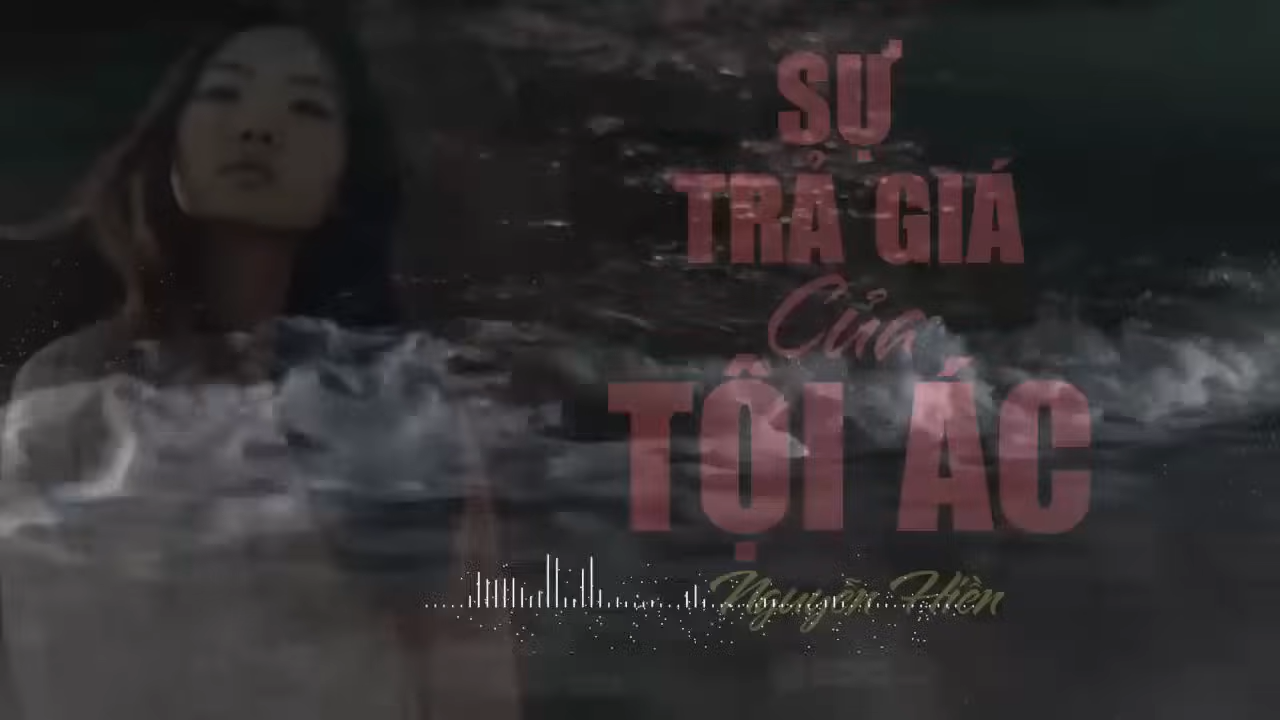 SỰ
TRẢ GIÁ
Của
TỘI ÁC
Nguyễn Hiền